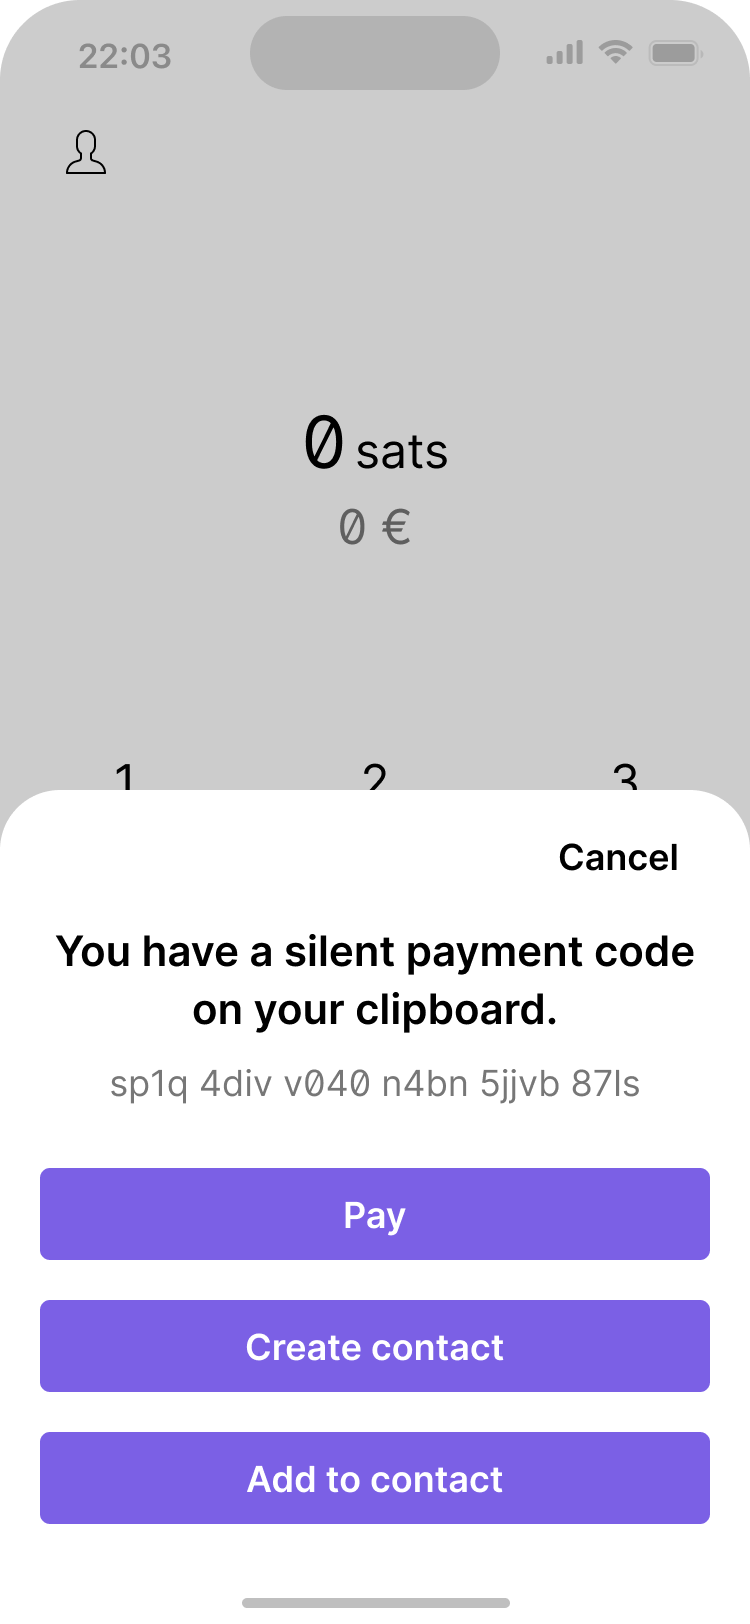 22:03
0 sats
0 €
1 2 3
Cancel
You have a silent payment code
on your clipboard.
sp1q 4div v040 n4bn 5jjvb 87ls
Pay
Create contact
Add to contact